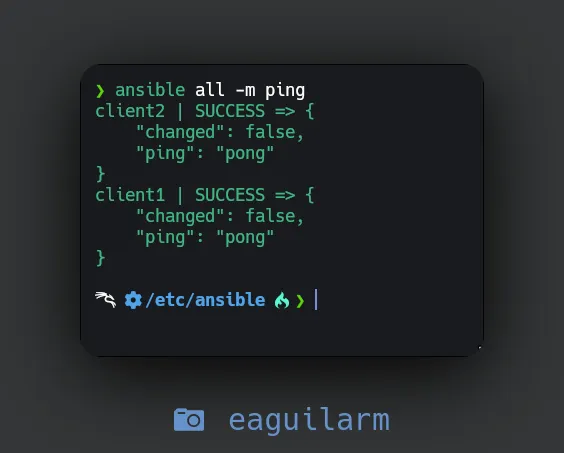 ❯ ansible all -m ping
client2 | SUCCESS => {
    "changed": false,
    "ping": "pong"
}
client1 | SUCCESS => {
    "changed": false,
    "ping": "pong"
}
/etc/ansible ❯
eaguilarm